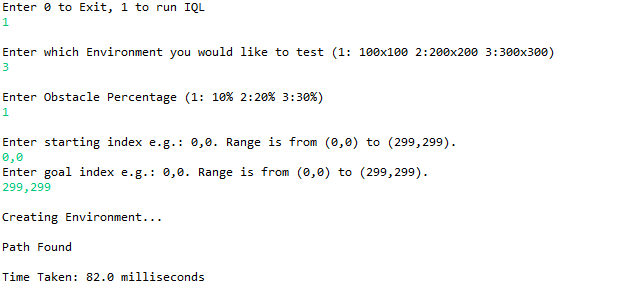 Enter 0 to Exit, 1 to run IQL
1
Enter which Environment you would like to test (1: 100x100 2:200x200 3:300x300)
3
Enter Obstacle Percentage (1: 10% 2:20% 3:30%)
1
Enter starting index e.g.: 0,0. Range is from (0,0) to (299,299).
0,0
Enter goal index e.g.: 0,0. Range is from (0,0) to (299,299).
299,299
Creating Environment...
Path Found
Time Taken: 82.0 milliseconds